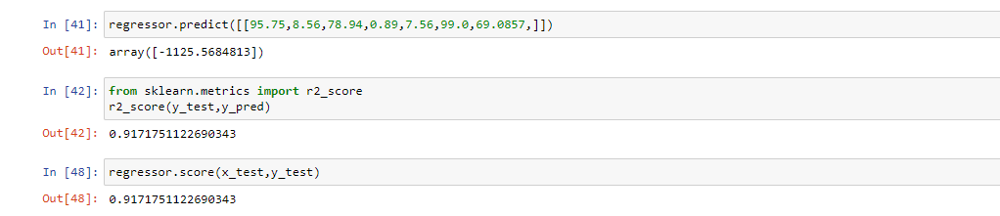 In [41]: regressor.predict([[95.75,8.56,78.94,0.89,7.56,99.0,69.0857,]])
Out[41]: array([-1125.5684813])
In [42]: from sklearn.metrics import r2_score
r2_score(y_test,y_pred)
Out[42]: 0.9171751122690343
In [48]: regressor.score(x_test,y_test)
Out[48]: 0.9171751122690343